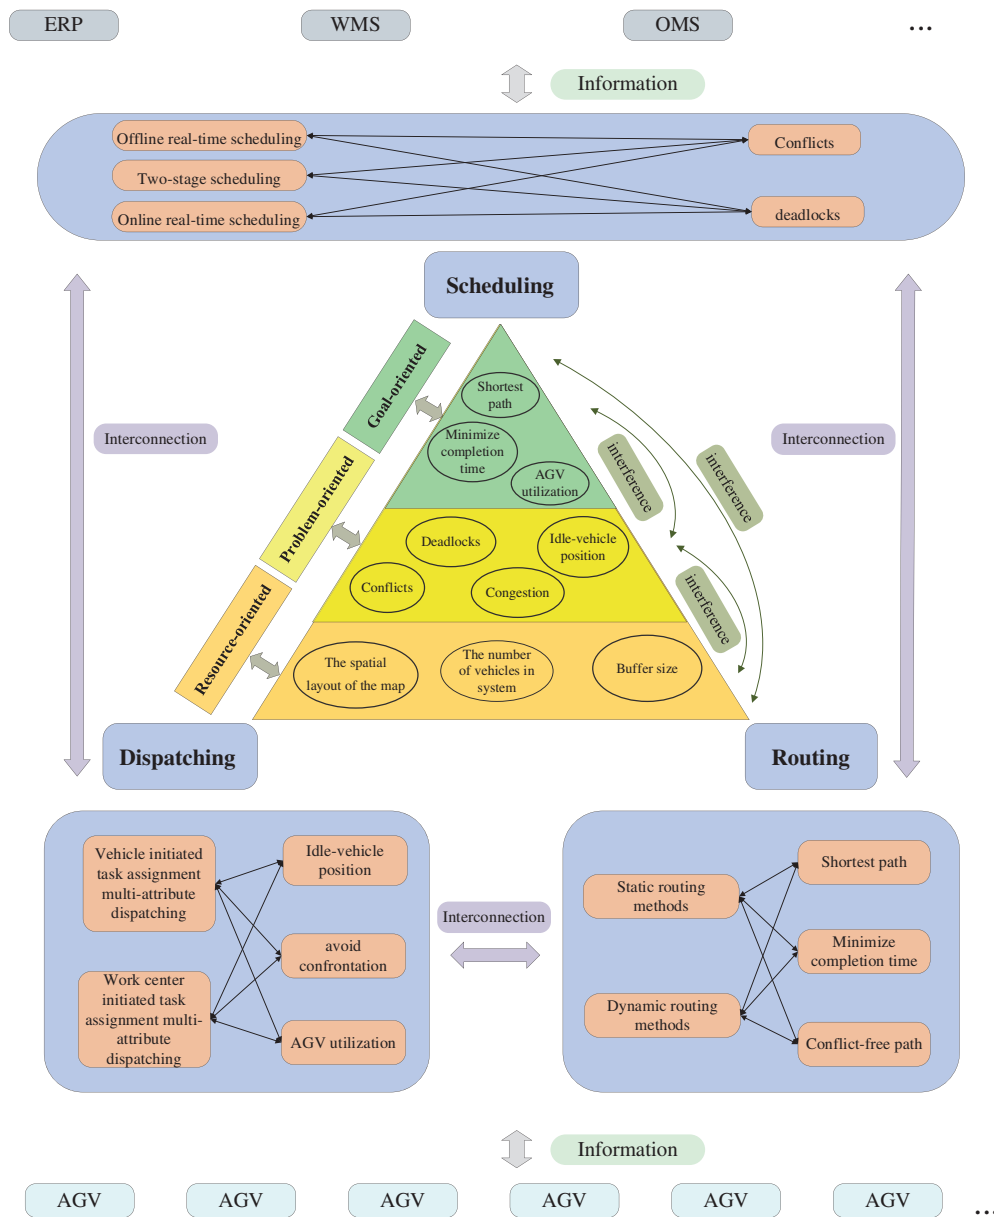 ERP
WMS
OMS
...
Information
Offline real-time scheduling
Two-stage scheduling
Online real-time scheduling
Conflicts
deadlocks
Scheduling
Interconnection
Interconnection
Goal-oriented
Problem-oriented
Resource-oriented
Shortest
path
Minimize
completion
time
AGV
utilization
Deadlocks
Idle-vehicle
position
Conflicts
Congestion
The spatial
layout of the map
The number
of vehicles in
system
Buffer size
interference
interference
interference
Dispatching
Routing
Vehicle initiated
task assignment
multi-attribute
dispatching
Work center
initiated task
assignment multi-
attribute
dispatching
Idle-vehicle
position
avoid
confrontation
AGV utilization
Interconnection
Static routing
methods
Dynamic routing
methods
Shortest path
Minimize
completion time
Conflict-free path
Information
AGV
AGV
AGV
AGV
AGV
AGV
...